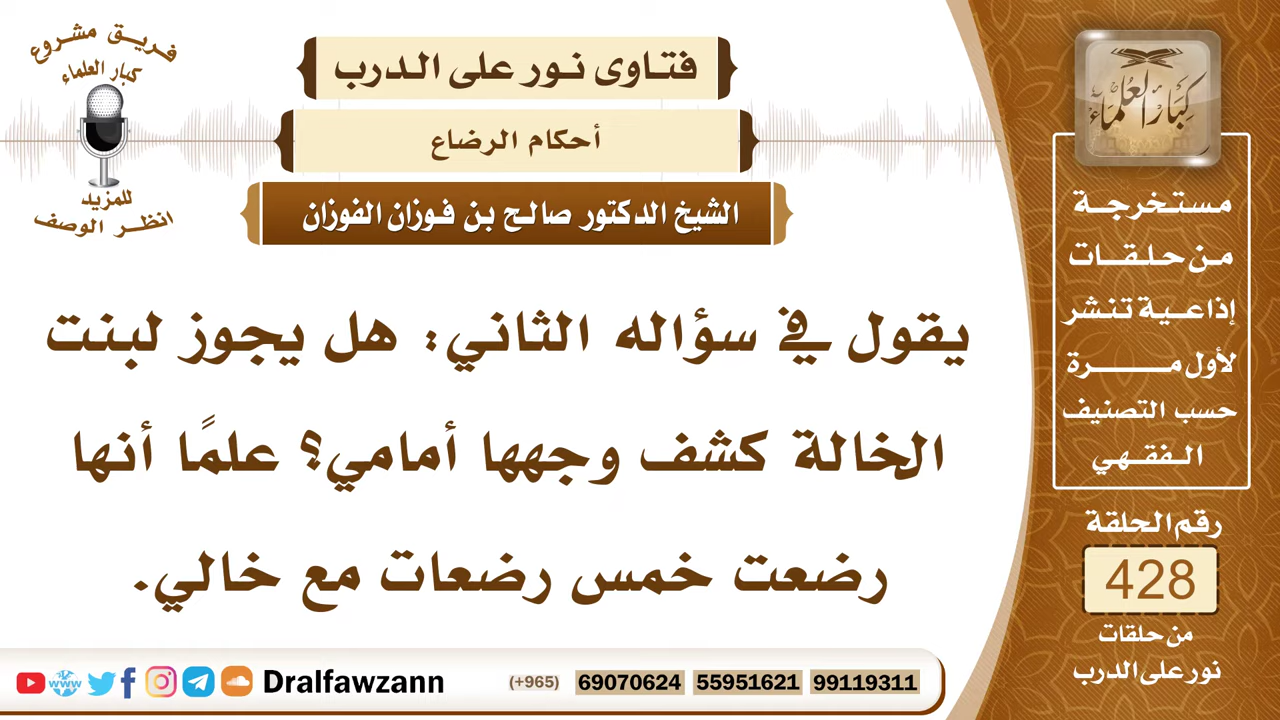 فريق مشروع
كبار العلماء
للمزيد
انظر الوصف
فتاوى نور على الدرب
أحكام الرضاع
الشيخ الدكتور صالح بن فوزان الفوزان
يقول في سؤاله الثاني: هل يجوز لبنت
الخالة كشف وجهها أمامي؟ علمًا أنها
رضعت خمس رضعات مع خالي.
كبار العلماء
مستخرجة
من حلقات
إذاعية تنشر
لأول مرة
حسب التصنيف
الفقهي
رقم الحلقة
428
من حلقات
نور على الدرب
www Dralfawzann (+965) 69070624 55951621 99119311